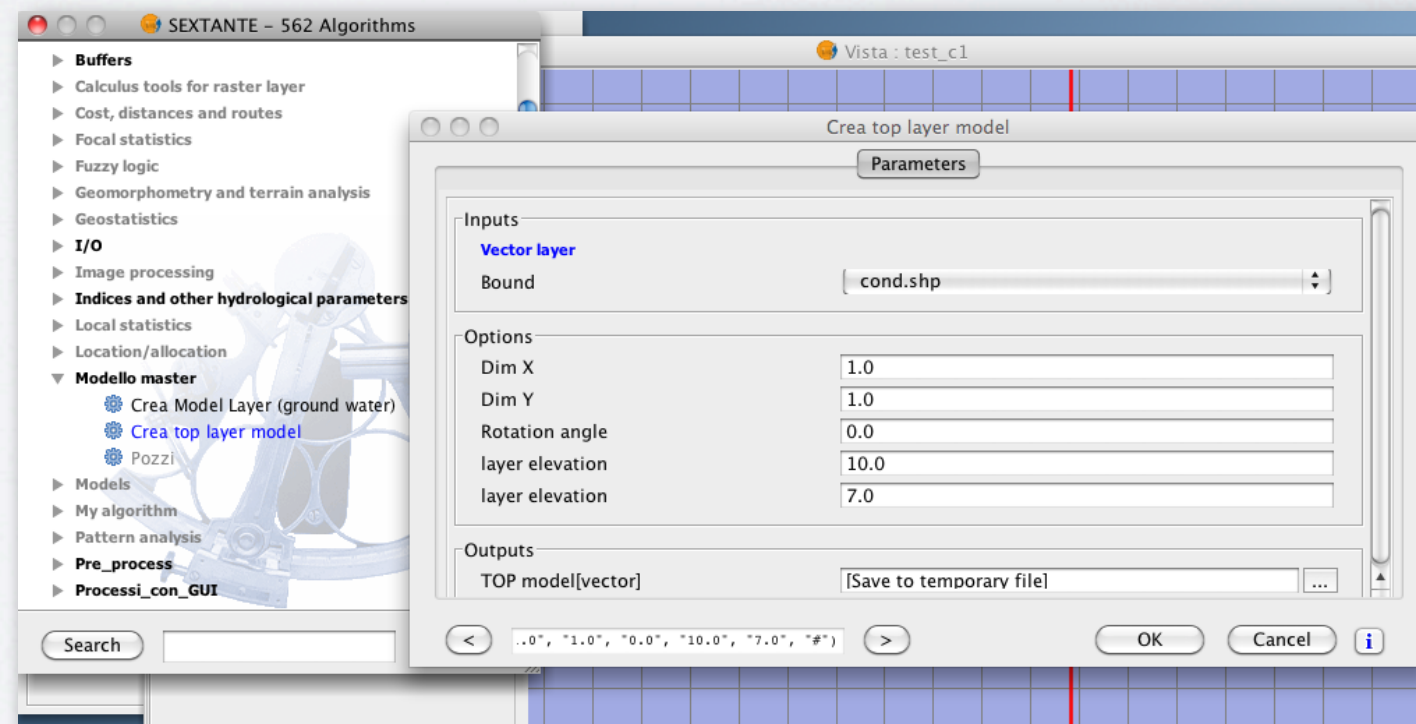 SEXTANTE – 562 Algorithms
Buffers
Calculus tools for raster layer
Cost, distances and routes
Focal statistics
Fuzzy logic
Geomorphometry and terrain analysis
Geostatistics
I/O
Image processing
Indices and other hydrological parameters
Local statistics
Location/allocation
Modello master
Crea Model Layer (ground water)
Crea top layer model
Pozzi
Models
My algorithm
Pattern analysis
Pre_process
Processi_con_GUI
Search
Vista : test_c1
Crea top layer model
Parameters
Inputs
Vector layer
Bound cond.shp
Options
Dim X 1.0
Dim Y 1.0
Rotation angle 0.0
layer elevation 10.0
layer elevation 7.0
Outputs
TOP model[vector] [Save to temporary file] ...
< ..0", "1.0", "0.0", "10.0", "7.0", "#") > OK Cancel i